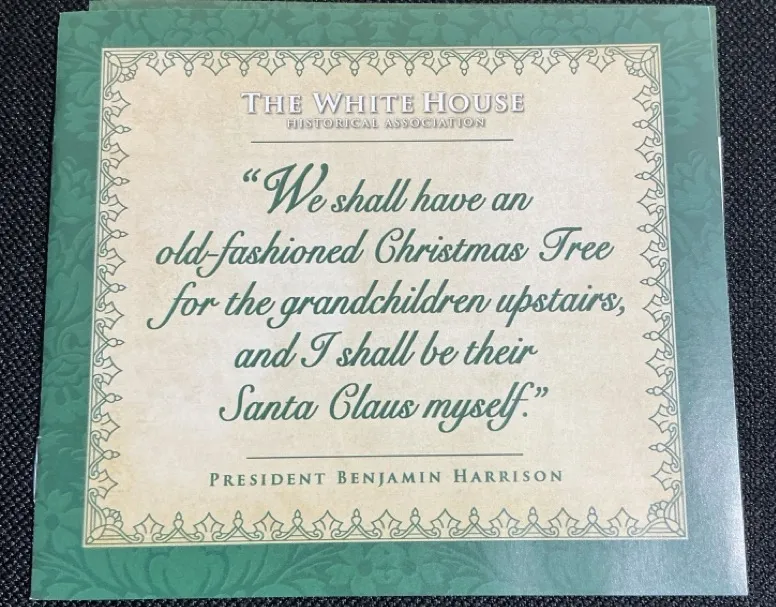 THE WHITE HOUSE
HISTORICAL ASSOCIATION
“We shall have an
old-fashioned Christmas Tree
for the grandchildren upstairs,
and I shall be their
Santa Claus myself.”
PRESIDENT BENJAMIN HARRISON